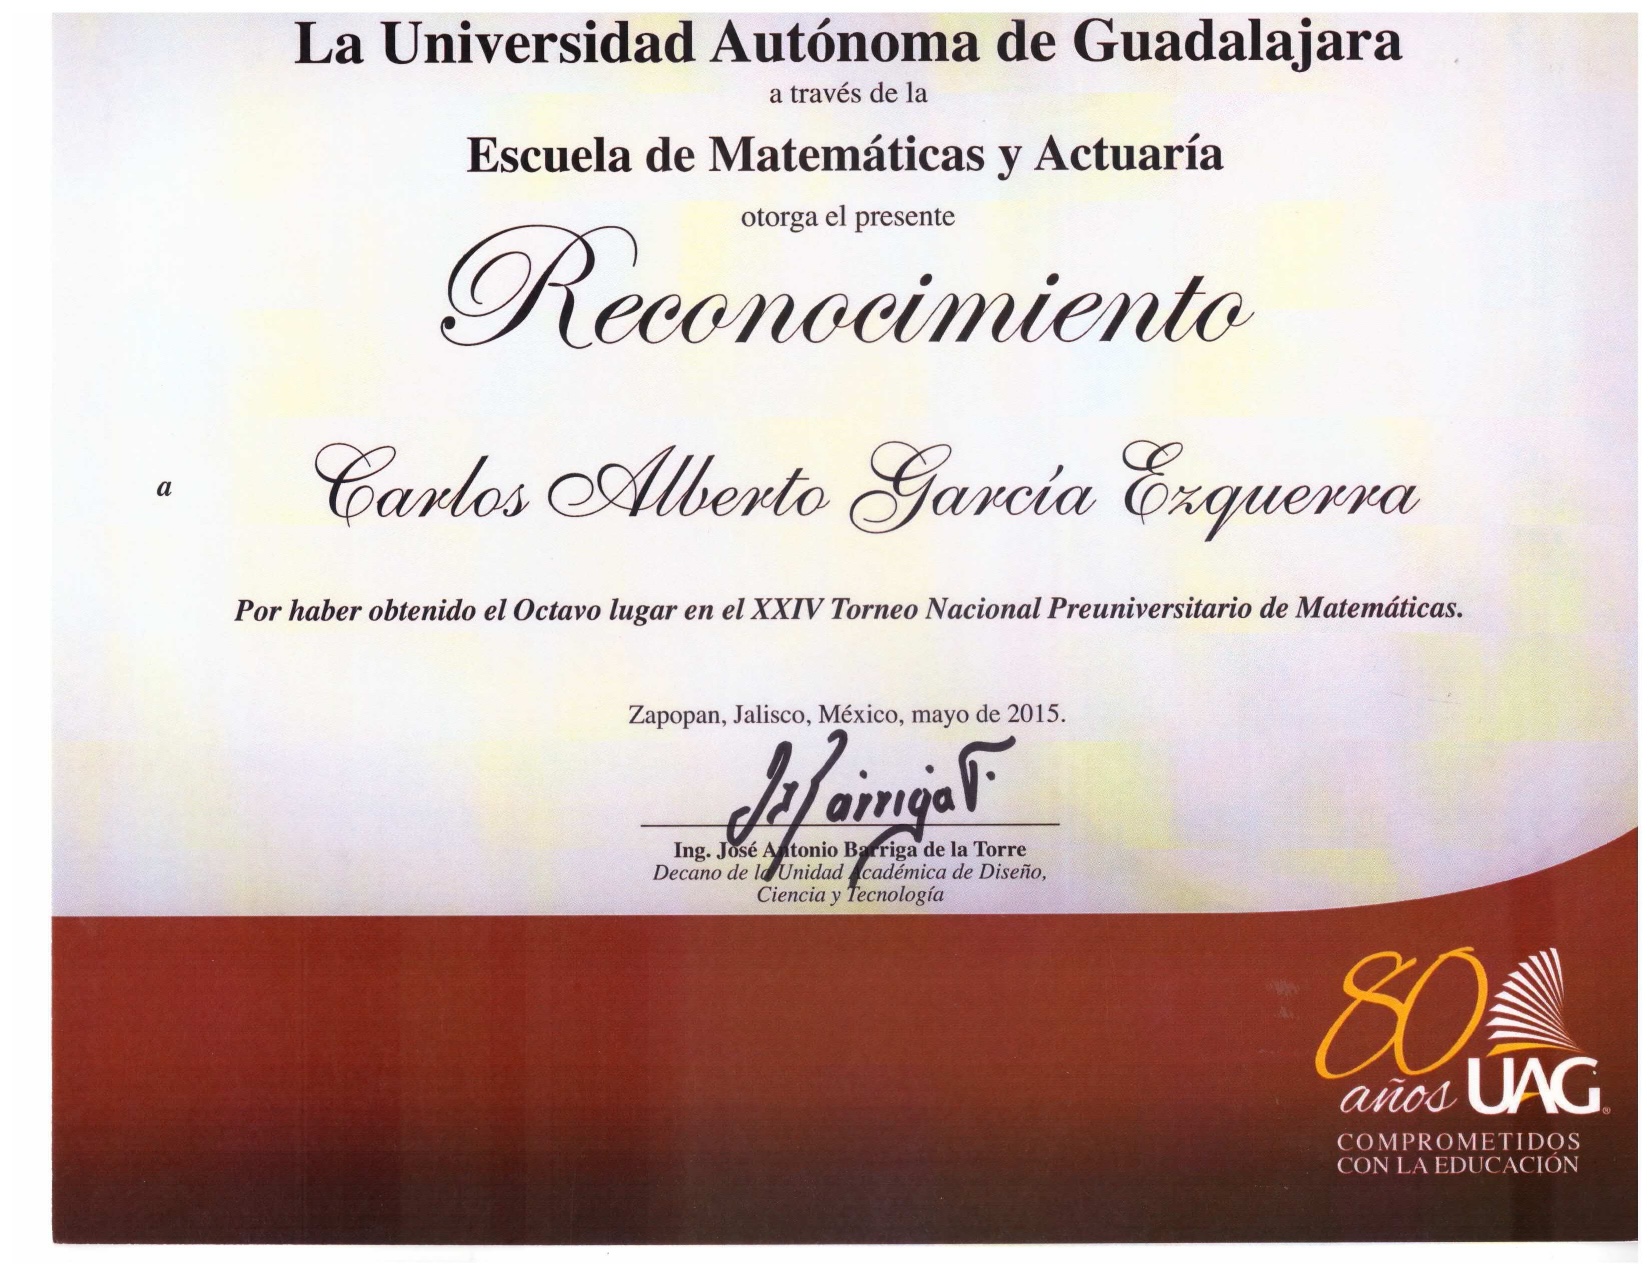 La Universidad Autónoma de Guadalajara
a través de la
Escuela de Matemáticas y Actuaría
otorga el presente
Reconocimiento
a Carlos Alberto García Ezquerra
Por haber obtenido el Octavo lugar en el XXIV Torneo Nacional Preuniversitario de Matemáticas.
Zapopan, Jalisco, México, mayo de 2015.
Ing. José Antonio Barriga de la Torre
Decano de la Unidad Académica de Diseño,
Ciencia y Tecnología
80
años UAG®
COMPROMETIDOS
CON LA EDUCACIÓN